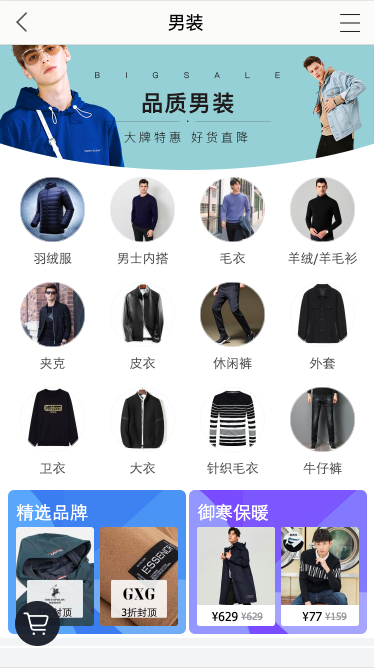 男装
BIGSALE
品质男装
大牌特惠 好货直降
羽绒服
男士内搭
毛衣
羊绒/羊毛衫
夹克
皮衣
休闲裤
外套
卫衣
大衣
针织毛衣
牛仔裤
精选品牌
御寒保暖
ESSENCE
GXG
封顶
3折封顶
¥629 ¥629
¥77 ¥159